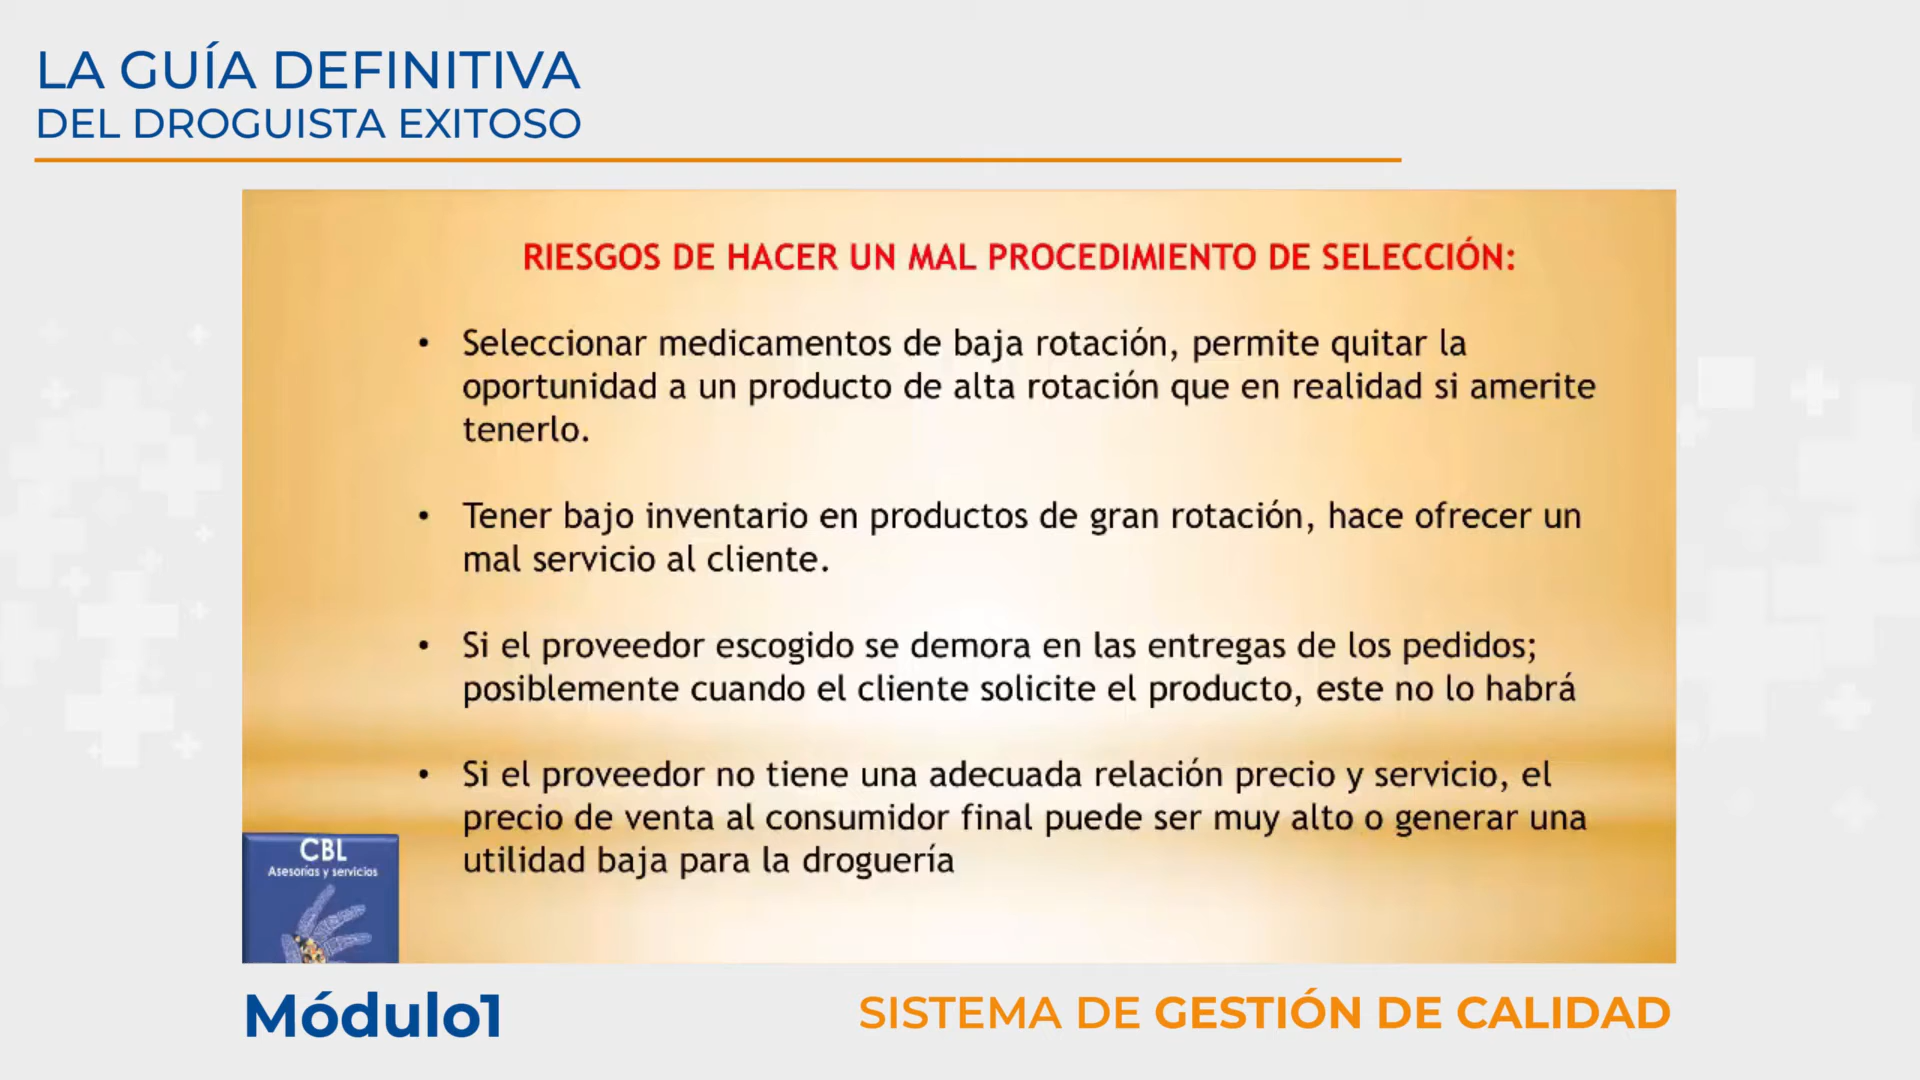 LA GUÍA DEFINITIVA
DEL DROGUISTA EXITOSO
RIESGOS DE HACER UN MAL PROCEDIMIENTO DE SELECCIÓN:
• Seleccionar medicamentos de baja rotación, permite quitar la
oportunidad a un producto de alta rotación que en realidad si amerite
tenerlo.
• Tener bajo inventario en productos de gran rotación, hace ofrecer un
mal servicio al cliente.
• Si el proveedor escogido se demora en las entregas de los pedidos;
posiblemente cuando el cliente solicite el producto, este no lo habrá
• Si el proveedor no tiene una adecuada relación precio y servicio, el
precio de venta al consumidor final puede ser muy alto o generar una
utilidad baja para la droguería
CBL
Asesorías y servicios
Módulo1
SISTEMA DE GESTIÓN DE CALIDAD